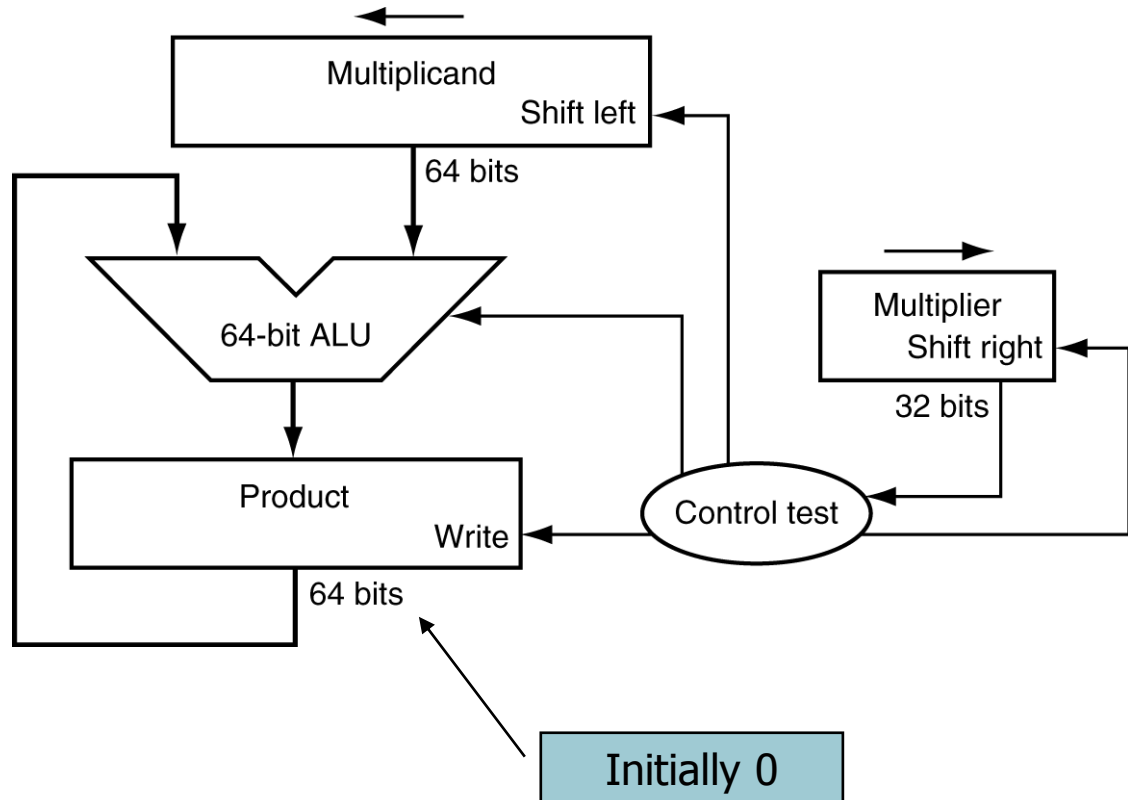 Multiplicand
Shift left
64 bits
64-bit ALU
Multiplier
Shift right
32 bits
Product
Write
Control test
64 bits
Initially 0